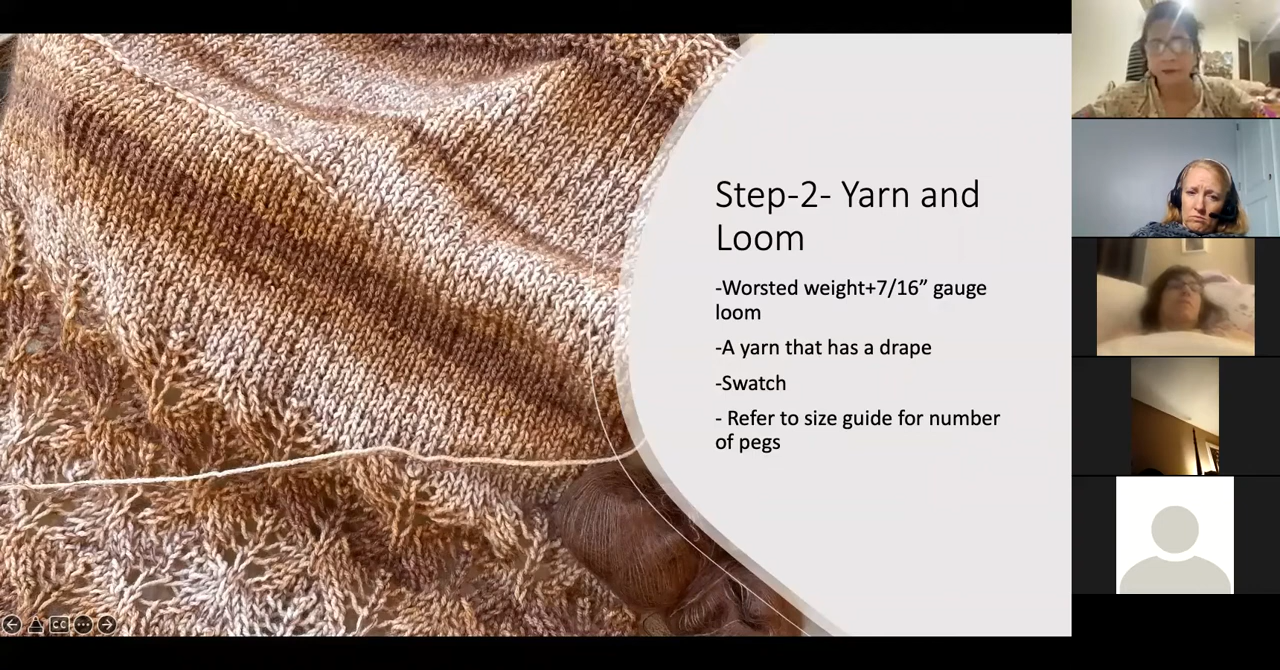 Step-2- Yarn and
Loom
-Worsted weight+7/16” gauge
loom
-A yarn that has a drape
-Swatch
- Refer to size guide for number
of pegs
CC